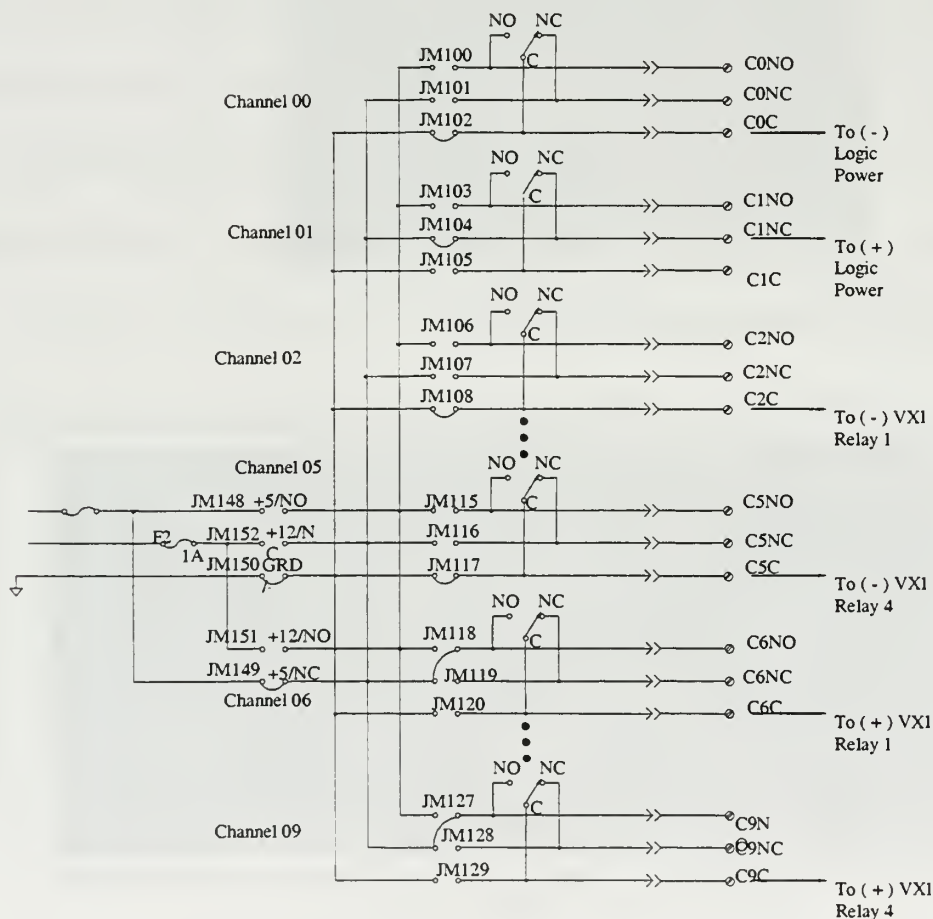 NO NC
JM100 C C0NO
JM101 C0NC
Channel 00
JM102 C0C To ( - )
Logic
Power
NO NC
JM103 C C1NO
Channel 01 JM104 C1NC To ( + )
JM105 C1C Logic
Power
NO NC
JM106 C C2NO
Channel 02 JM107 C2NC
JM108 C2C To ( - ) VX1
Relay 1
Channel 05 NO NC
JM148 +5/NO JM115 C C5NO
F2 JM152 +12/N JM116 C5NC
1A C
JM150 GRD JM117 C5C To ( - ) VX1
Relay 4
NO NC
JM151 +12/NO JM118 C C6NO
JM149 +5/NC JM119 C6NC
Channel 06 JM120 C6C To ( + ) VX1
Relay 1
NO NC
JM127 C C9N
Channel 09 JM128 O
C9NC
JM129 C9C To ( + ) VX1
Relay 4